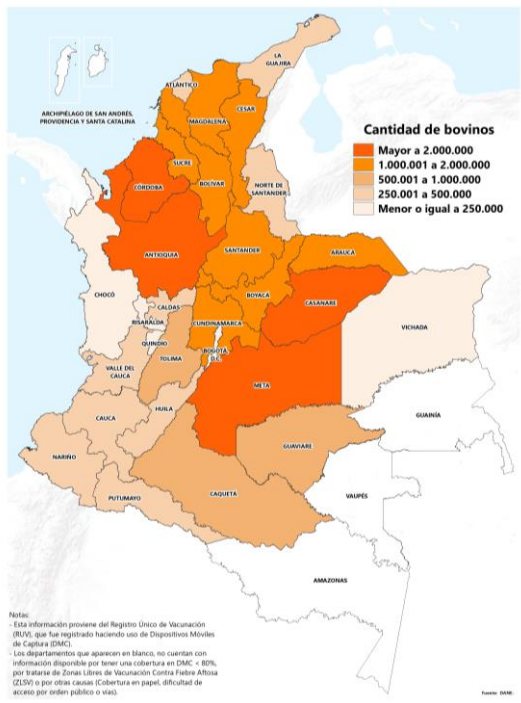 LA
GUAJIRA
ATLÁNTICO
ARCHIPIÉLAGO DE SAN ANDRÉS,
PROVIDENCIA Y SANTA CATALINA
MAGDALENA
CESAR
Cantidad de bovinos
Mayor a 2.000.000
1.000.001 a 2.000.000
500.001 a 1.000.000
250.001 a 500.000
Menor o igual a 250.000
SUCRE
CÓRDOBA
BOLIVAR
NORTE DE
SANTANDER
ANTIOQUIA
SANTANDER
ARAUCA
CHOCÓ
BOYACÁ
CASANARE
CALDAS
RISARALDA
CUNDINAMARCA
VICHADA
QUINDIO
BOGOTÁ,
D.C.
TOLIMA
VALLE DEL
CAUCA
META
HUILA
GUAINÍA
CAUCA
GUAVIARE
NARIÑO
CAQUETA
VAUPÉS
PUTUMAYO
AMAZONAS
Notas:
- Esta información proviene del Registro Único de Vacunación
(RUV), que fue registrado haciendo uso de Dispositivos Móviles
de Captura (DMC).
- Los departamentos que aparecen en blanco, no cuentan con
información disponible por tener una cobertura en DMC < 80%,
por tratarse de Zonas Libres de Vacunación Contra Fiebre Aftosa
(ZLSV) o por otras causas (Cobertura en papel, dificultad de
acceso por orden público o vías).
Fuente: DANE.